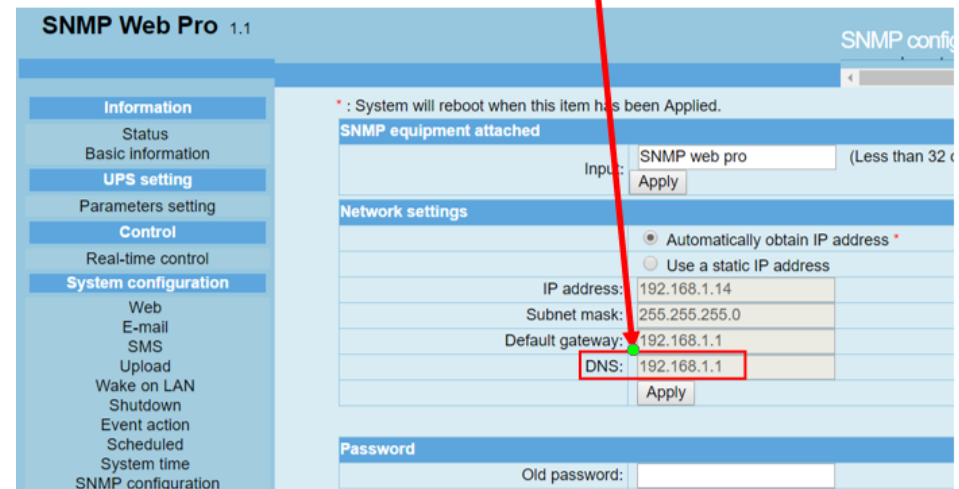 SNMP Web Pro 1.1
SNMP config
Information
Status
Basic information
UPS setting
Parameters setting
Control
Real-time control
System configuration
Web
E-mail
SMS
Upload
Wake on LAN
Shutdown
Event action
Scheduled
System time
SNMP configuration
* : System will reboot when this item has been Applied.
SNMP equipment attached
Input: SNMP web pro (Less than 32
Apply
Network settings
Automatically obtain IP address *
Use a static IP address
IP address: 192.168.1.14
Subnet mask: 255.255.255.0
Default gateway: 192.168.1.1
DNS: 192.168.1.1
Apply
Password
Old password: